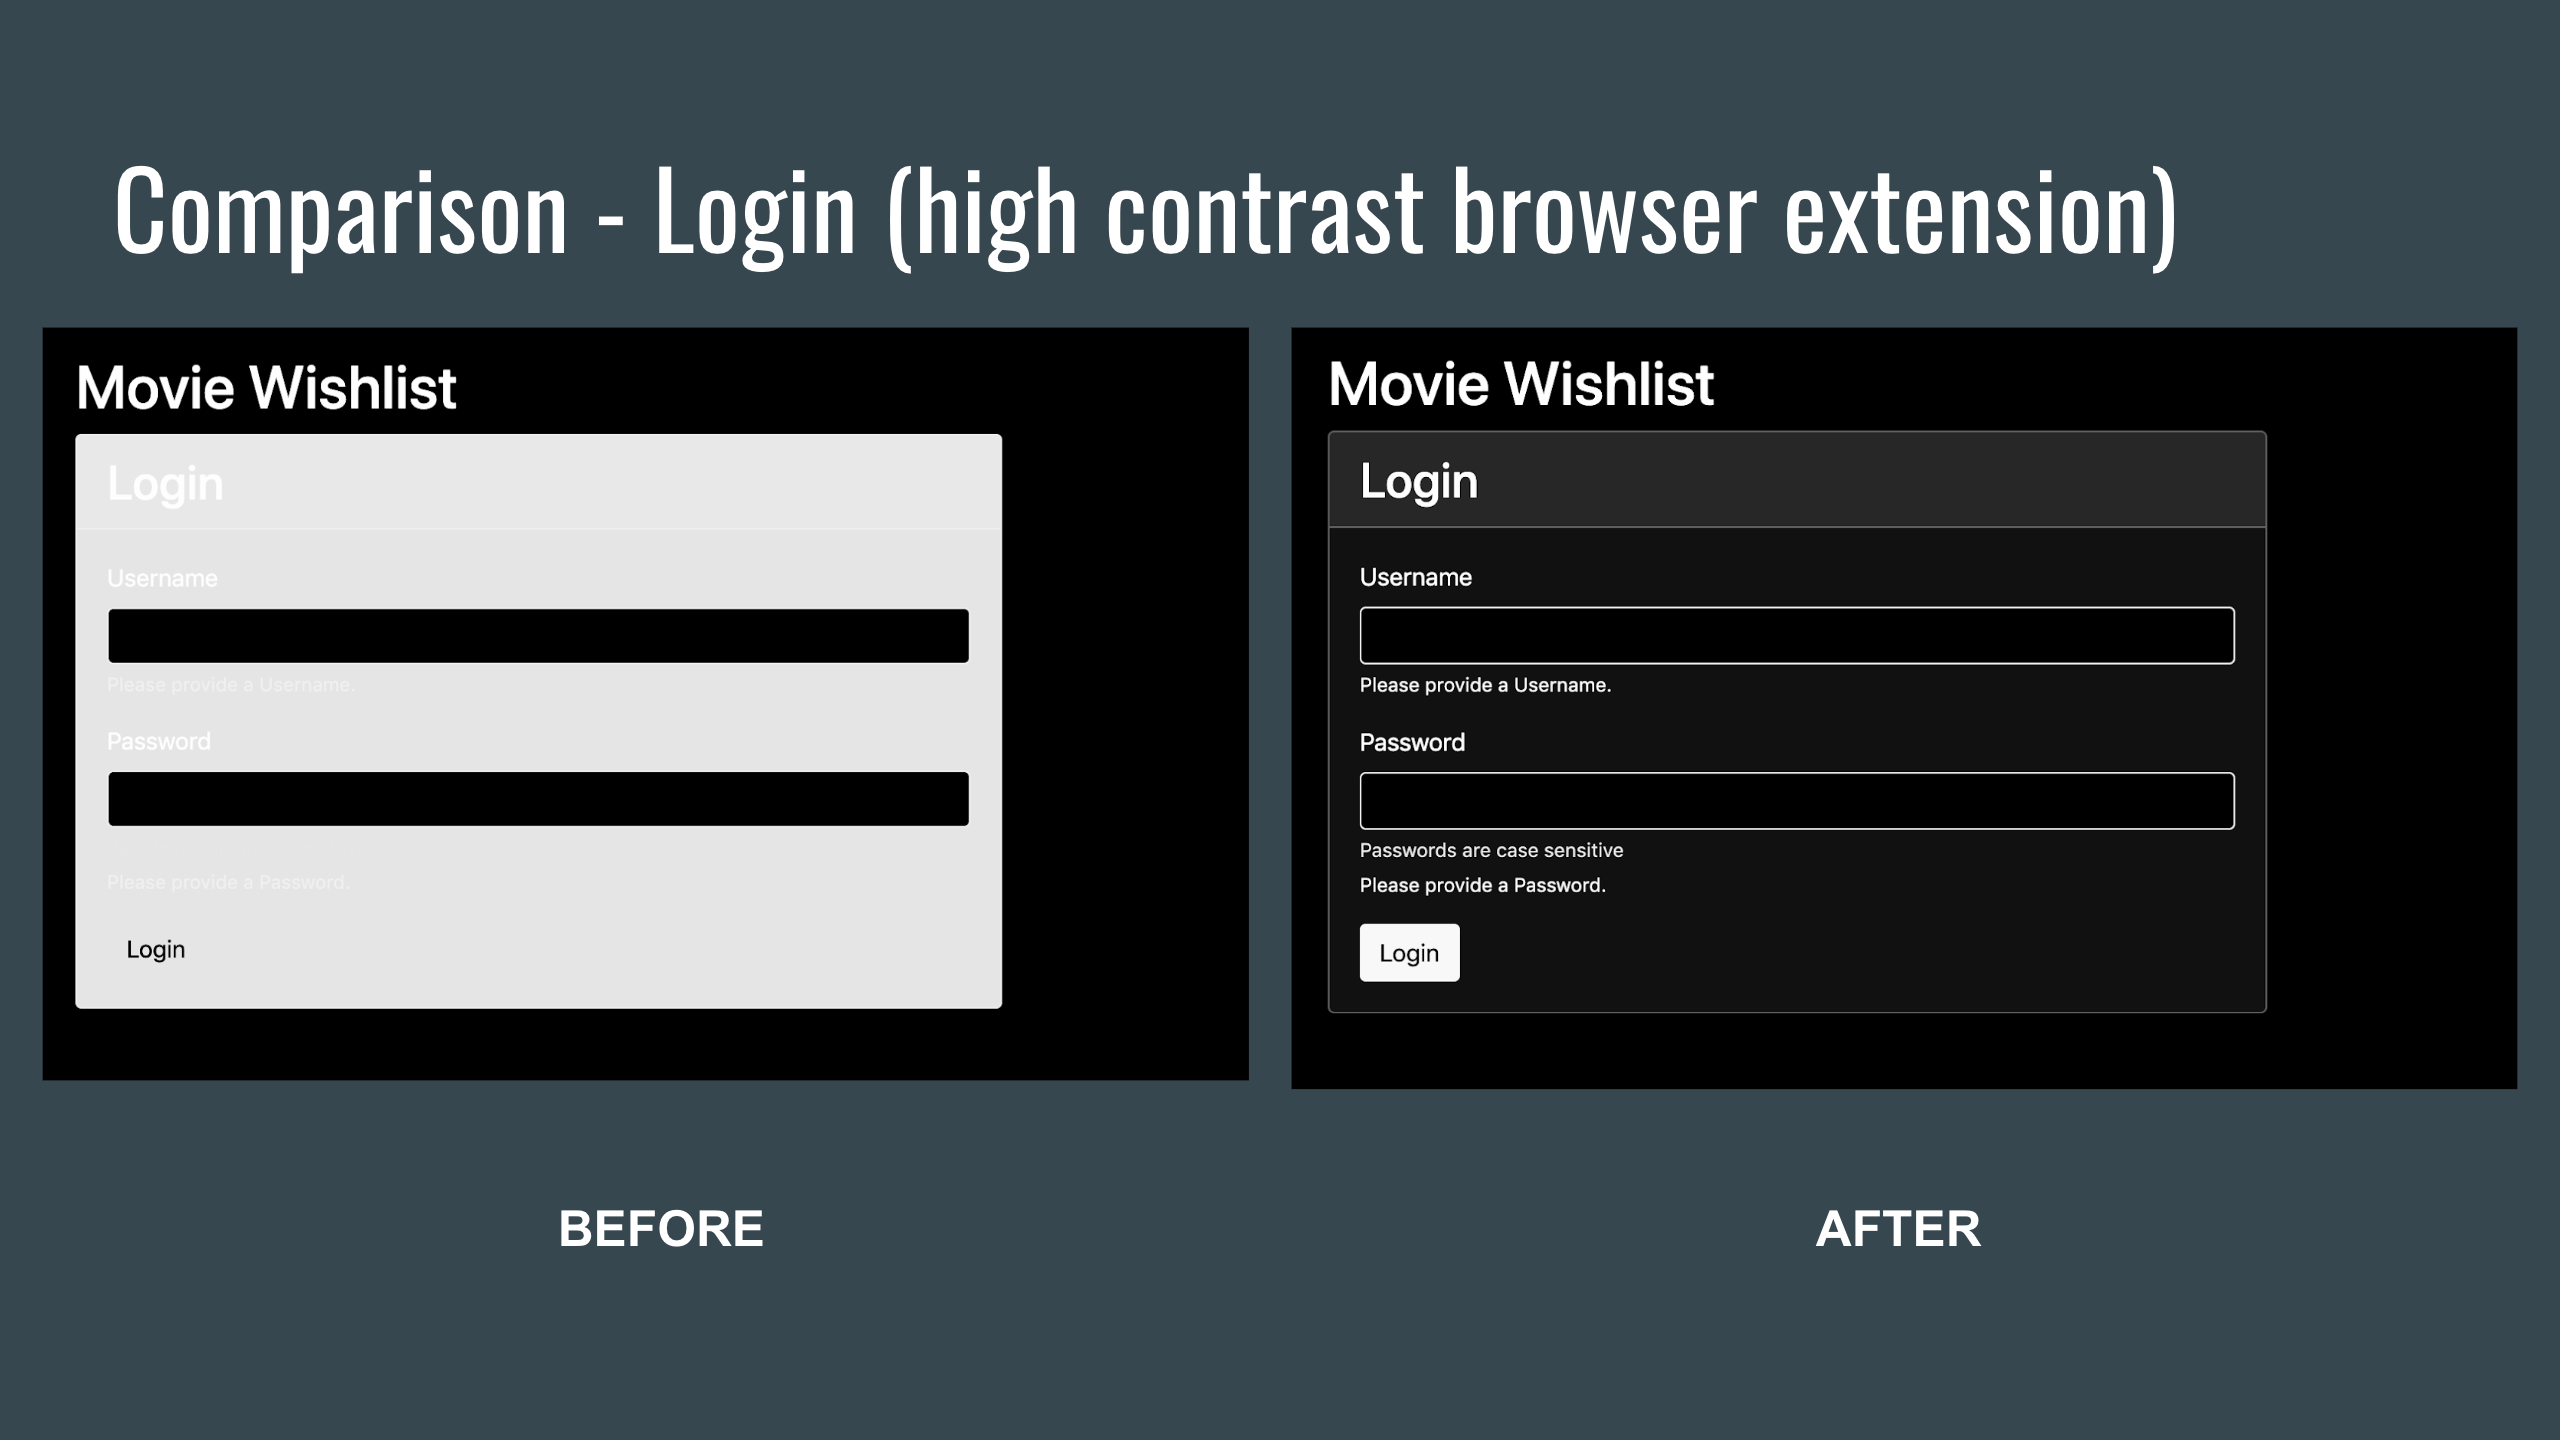 Comparison - Login (high contrast browser extension)
Movie Wishlist
Login
Username
Please provide a Username.
Password
Please provide a Password.
Login
BEFORE
Movie Wishlist
Login
Username
Please provide a Username.
Password
Passwords are case sensitive
Please provide a Password.
Login
AFTER